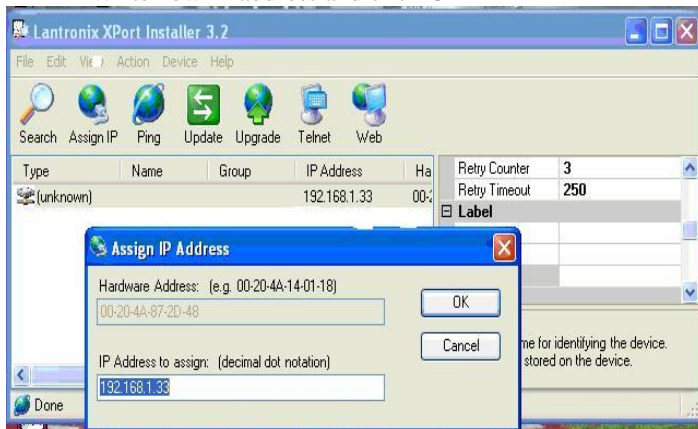 Lantronix XPort Installer 3.2
File Edit Action Device Help
Search Assign IP Ping Update Upgrade Telnet Web
Type Name Group IP Address Ha
(unknown) 192.168.1.33
Retry Counter 3
Retry Timeout 250
Label
Assign IP Address
Hardware Address: (e.g. 00-20-4A-14-01-18)
00-20-4A-87-2D-48
OK
Cancel
IP Address to assign: (decimal dot notation)
192.168.1.33
me for identifying the device.
stored on the device.
Done